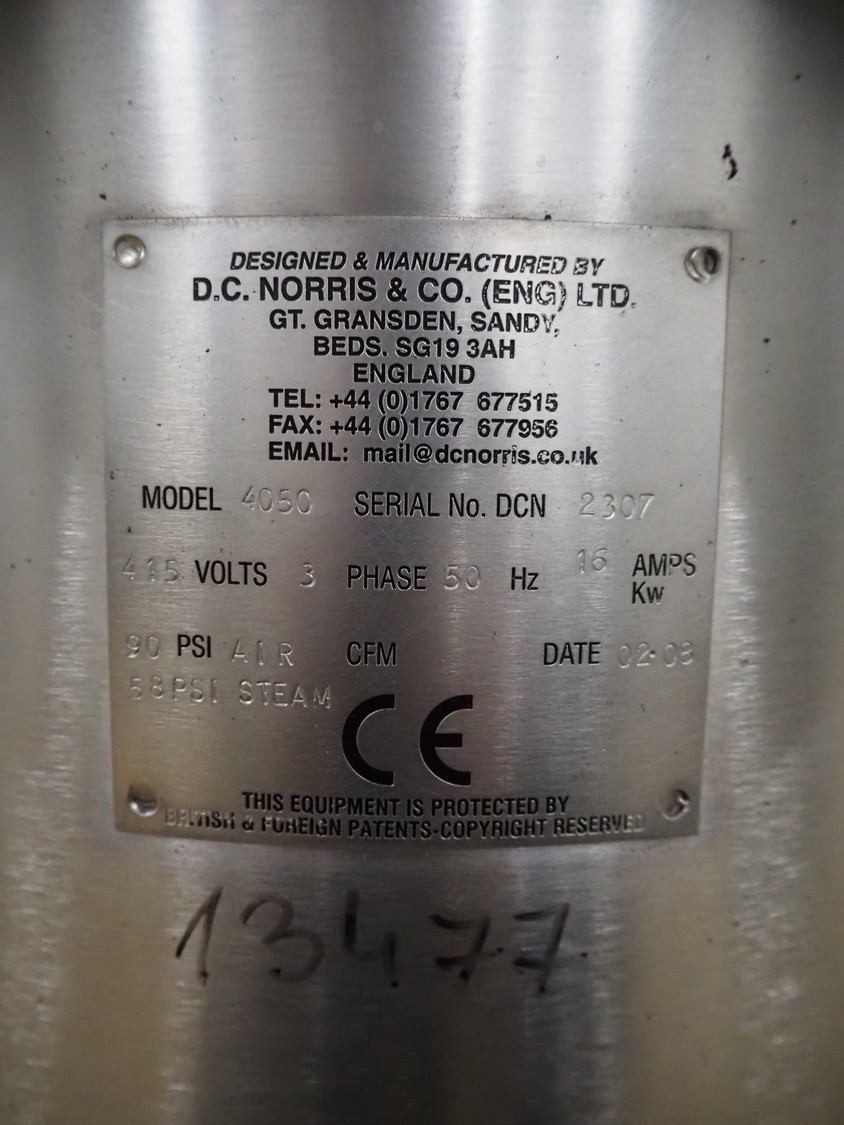 DESIGNED & MANUFACTURED BY
D.C. NORRIS & CO. (ENG) LTD.
GT. GRANSDEN, SANDY,
BEDS. SG19 3AH
ENGLAND
TEL: +44 (0)1767 677515
FAX: +44 (0)1767 677956
EMAIL: mail@dcnorris.co.uk
MODEL 4050 SERIAL No. DCN 2307
415 VOLTS 3 PHASE 50 Hz 16 AMPS
Kw
90 PSI AIR CFM DATE 02-08
58PSI STEAM
CE
THIS EQUIPMENT IS PROTECTED BY
BRITISH & FOREIGN PATENTS-COPYRIGHT RESERVED
13477